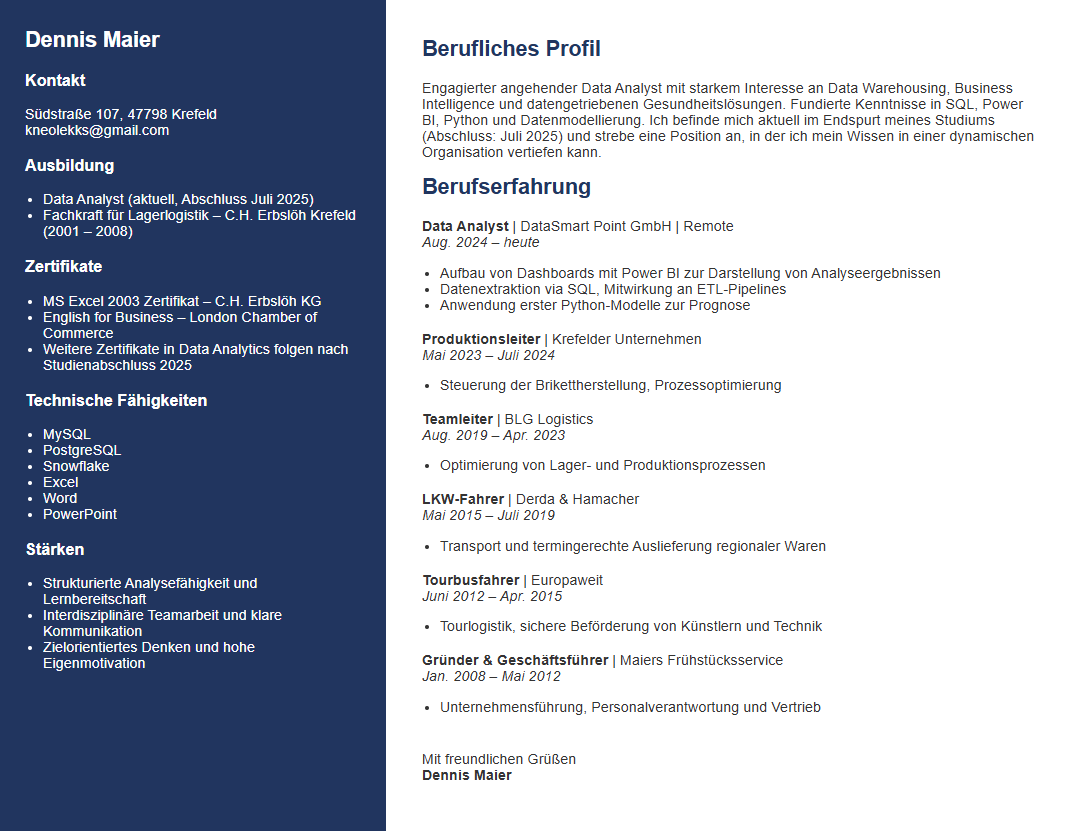 Dennis Maier
Kontakt
Südstraße 107, 47798 Krefeld
kneolekks@gmail.com
Ausbildung
• Data Analyst (aktuell, Abschluss Juli 2025)
• Fachkraft für Lagerlogistik – C.H. Erbslöh Krefeld
(2001 – 2008)
Zertifikate
• MS Excel 2003 Zertifikat – C.H. Erbslöh KG
• English for Business – London Chamber of
Commerce
• Weitere Zertifikate in Data Analytics folgen nach
Studienabschluss 2025
Technische Fähigkeiten
• MySQL
• PostgreSQL
• Snowflake
• Excel
• Word
• PowerPoint
Stärken
• Strukturierte Analysefähigkeit und
Lernbereitschaft
• Interdisziplinäre Teamarbeit und klare
Kommunikation
• Zielorientiertes Denken und hohe
Eigenmotivation
Berufliches Profil
Engagierter angehender Data Analyst mit starkem Interesse an Data Warehousing, Business
Intelligence und datengetriebenen Gesundheitslösungen. Fundierte Kenntnisse in SQL, Power
BI, Python und Datenmodellierung. Ich befinde mich aktuell im Endspurt meines Studiums
(Abschluss: Juli 2025) und strebe eine Position an, in der ich mein Wissen in einer dynamischen
Organisation vertiefen kann.
Berufserfahrung
Data Analyst | DataSmart Point GmbH | Remote
Aug. 2024 – heute
• Aufbau von Dashboards mit Power BI zur Darstellung von Analyseergebnissen
• Datenextraktion via SQL, Mitwirkung an ETL-Pipelines
• Anwendung erster Python-Modelle zur Prognose
Produktionsleiter | Krefelder Unternehmen
Mai 2023 – Juli 2024
• Steuerung der Brikettherstellung, Prozessoptimierung
Teamleiter | BLG Logistics
Aug. 2019 – Apr. 2023
• Optimierung von Lager- und Produktionsprozessen
LKW-Fahrer | Derda & Hamacher
Mai 2015 – Juli 2019
• Transport und termingerechte Auslieferung regionaler Waren
Tourbusfahrer | Europaweit
Juni 2012 – Apr. 2015
• Tourlogistik, sichere Beförderung von Künstlern und Technik
Gründer & Geschäftsführer | Maiers Frühstücksservice
Jan. 2008 – Mai 2012
• Unternehmensführung, Personalverantwortung und Vertrieb
Mit freundlichen Grüßen
Dennis Maier